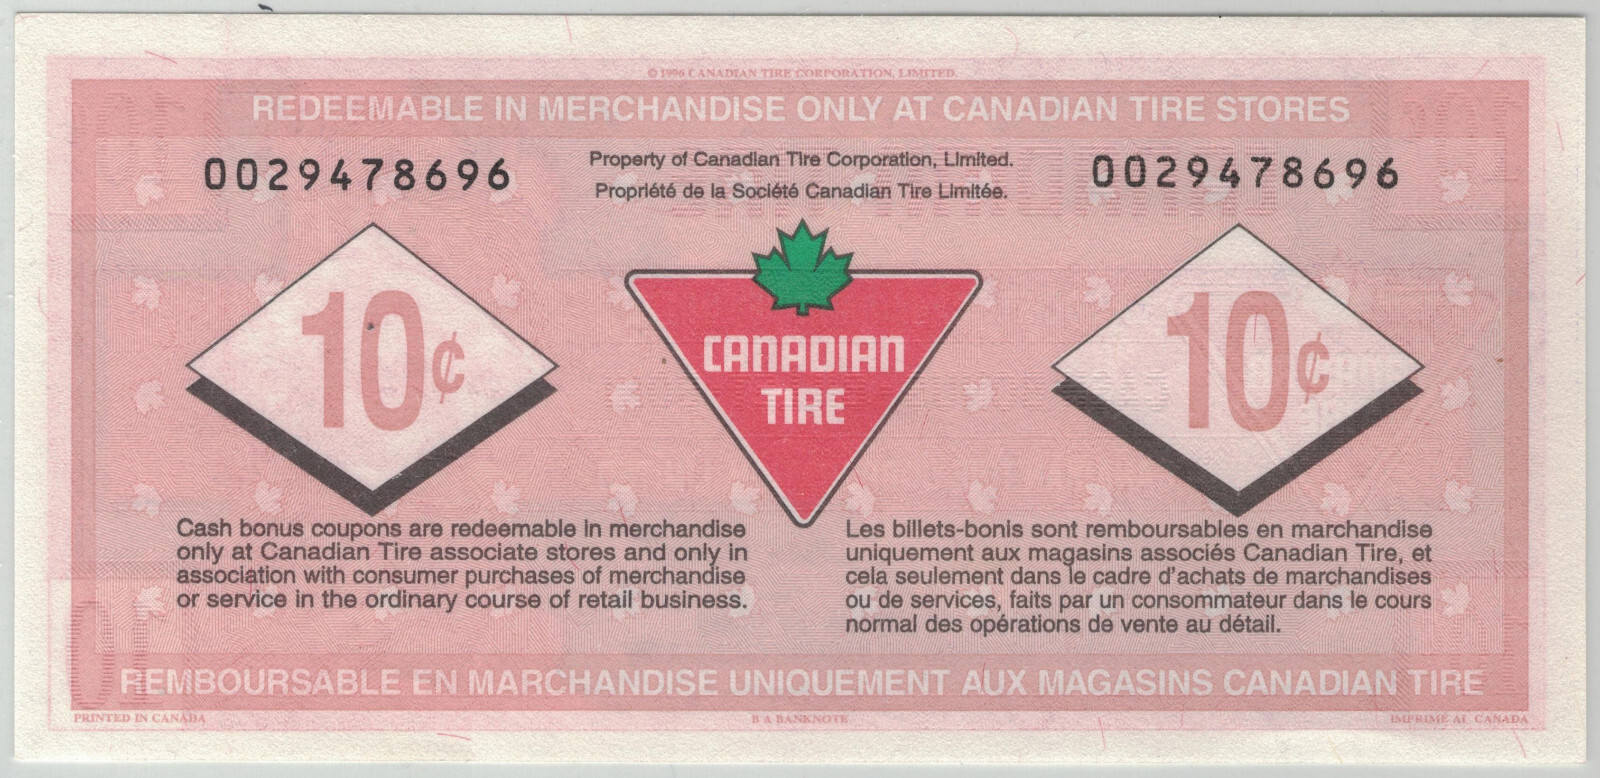 © 1996 CANADIAN TIRE CORPORATION, LIMITED.
REDEEMABLE IN MERCHANDISE ONLY AT CANADIAN TIRE STORES
0029478696
Property of Canadian Tire Corporation, Limited.
Propriété de la Société Canadian Tire Limitée.
0029478696
10¢
CANADIAN
TIRE
10¢
Cash bonus coupons are redeemable in merchandise
only at Canadian Tire associate stores and only in
association with consumer purchases of merchandise
or service in the ordinary course of retail business.
Les billets-bonis sont remboursables en marchandise
uniquement aux magasins associés Canadian Tire, et
cela seulement dans le cadre d'achats de marchandises
ou de services, faits par un consommateur dans le cours
normal des opérations de vente au détail.
REMBOURSABLE EN MARCHANDISE UNIQUEMENT AUX MAGASINS CANADIAN TIRE
PRINTED IN CANADA
B A BANKNOTE
IMPRIME AU CANADA